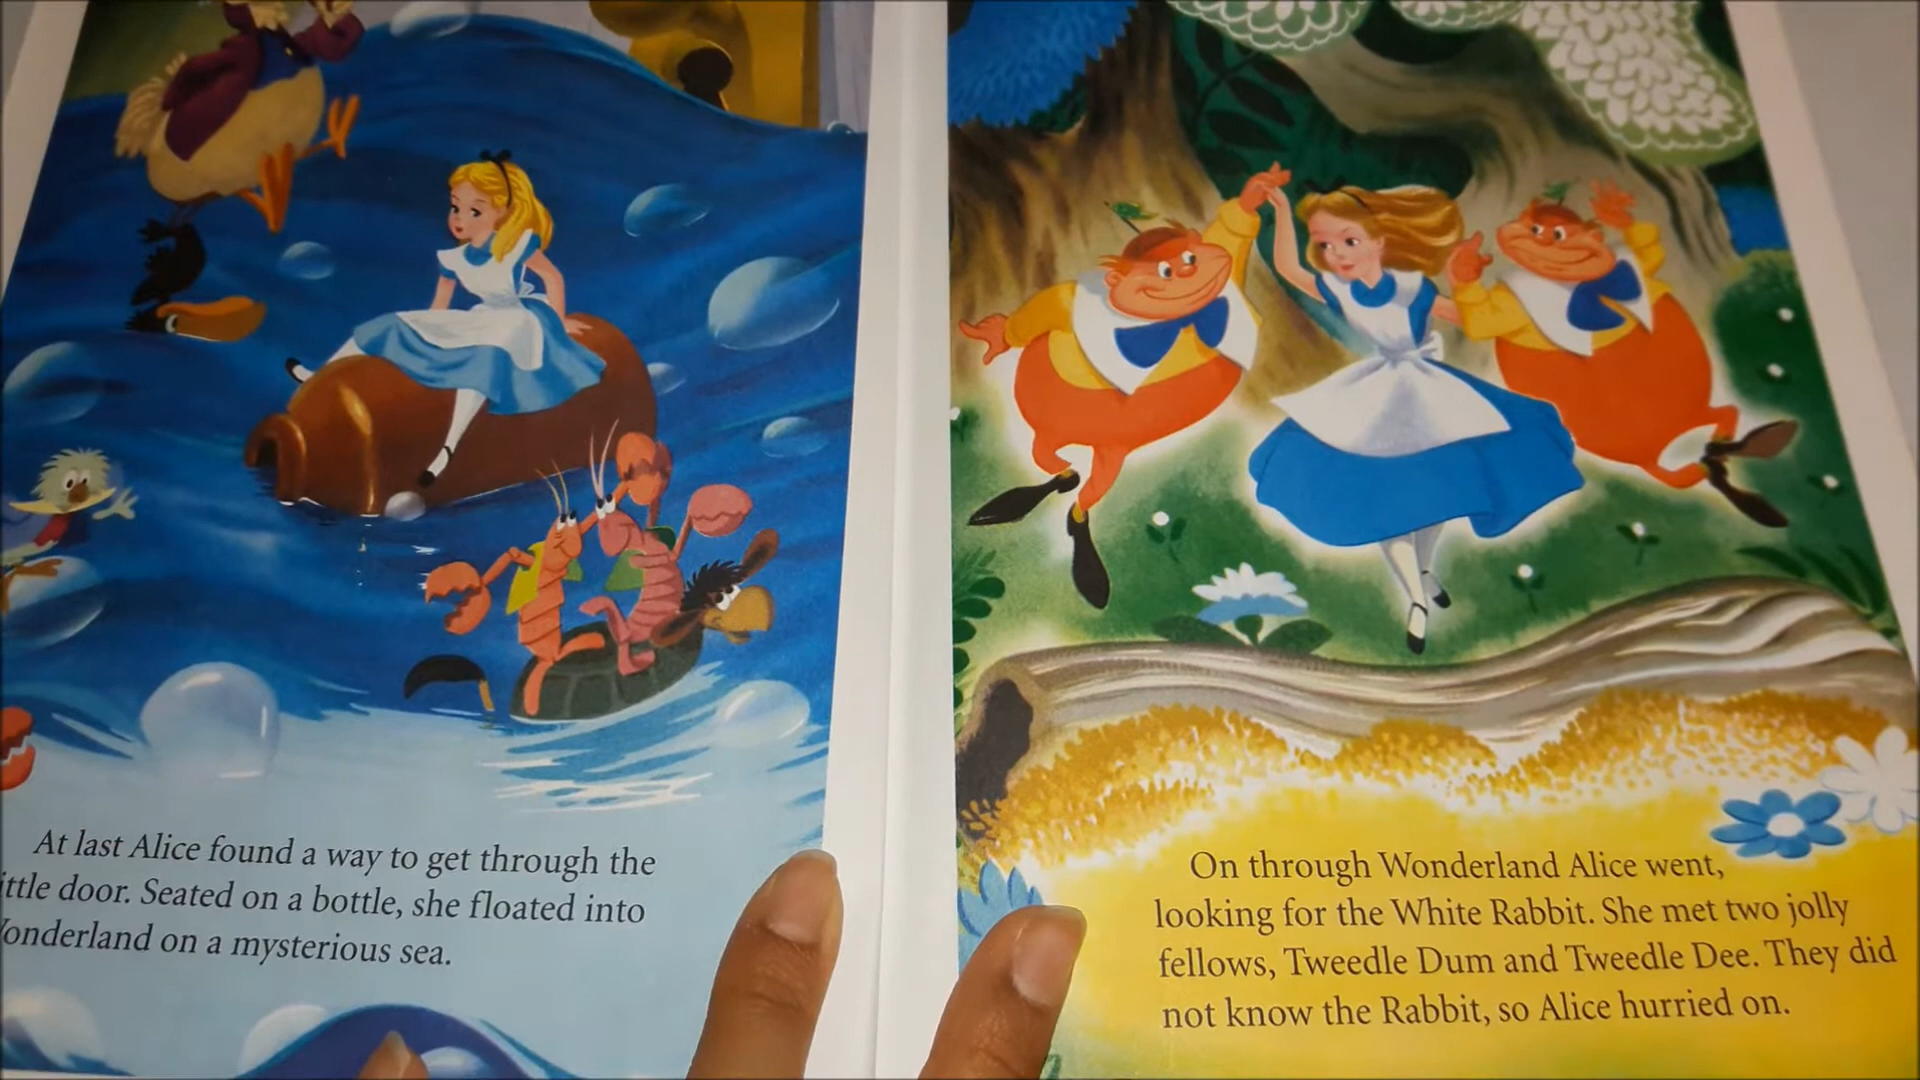 At last Alice found a way to get through the
ittle door. Seated on a bottle, she floated into
onderland on a mysterious sea.
On through Wonderland Alice went,
looking for the White Rabbit. She met two jolly
fellows, Tweedle Dum and Tweedle Dee. They did
not know the Rabbit, so Alice hurried on.